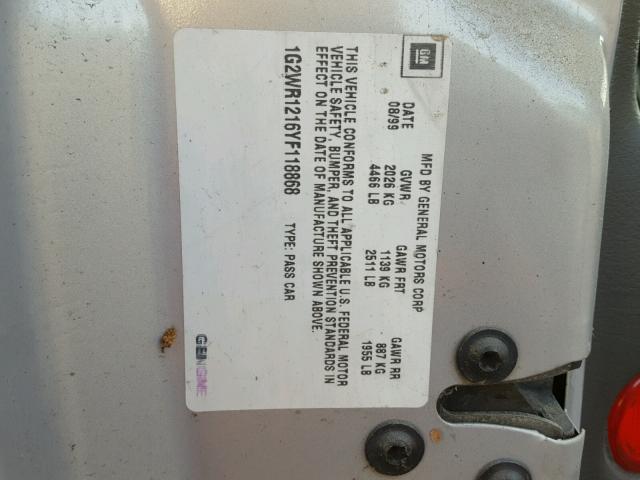 GM
MFD BY GENERAL MOTORS CORP
DATE GVWR GAWR FRT GAWR RR
08/99 2026 KG 1139 KG 887 KG
4466 LB 2511 LB 1955 LB
THIS VEHICLE CONFORMS TO ALL APPLICABLE U.S. FEDERAL MOTOR
VEHICLE SAFETY, BUMPER, AND THEFT PREVENTION STANDARDS IN
EFFECT ON THE DATE OF MANUFACTURE SHOWN ABOVE.
1G2WR1216YF118868 TYPE: PASS CAR